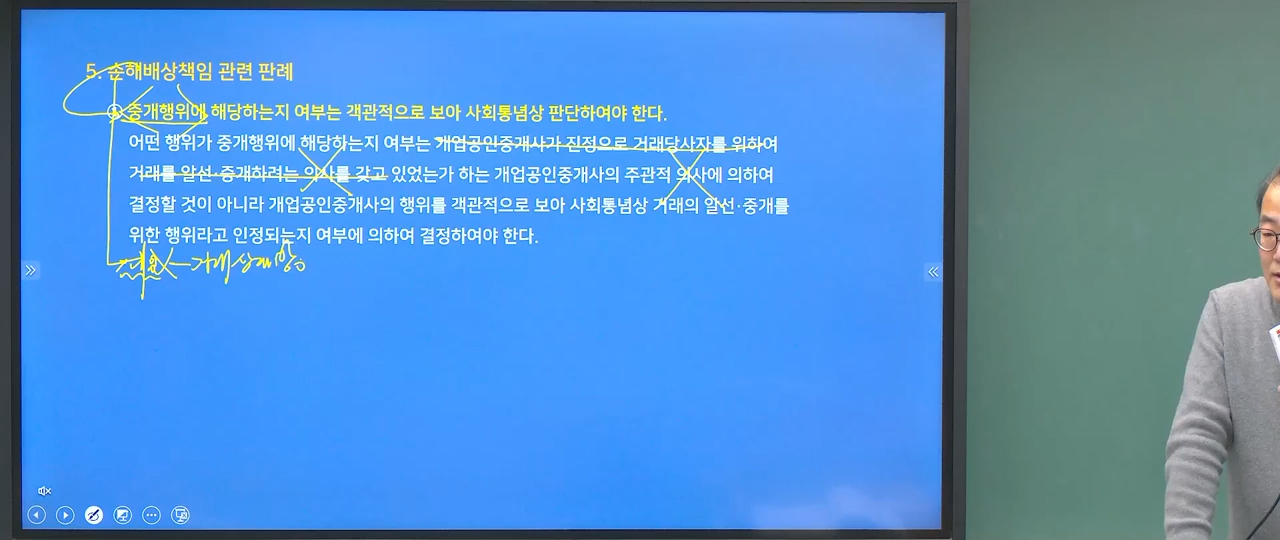 5. 손해배상책임 관련 판례
중개행위에 해당하는지 여부는 객관적으로 보아 사회통념상 판단하여야 한다.
어떤 행위가 중개행위에 해당하는지 여부는 개업공인중개사가 진정으로 거래당사자를 위하여
거래를 알선·중개하려는 의사를 갖고 있었는가 하는 개업공인중개사의 주관적 의사에 의하여
결정할 것이 아니라 개업공인중개사의 행위를 객관적으로 보아 사회통념상 거래의 알선·중개를
위한 행위라고 인정되는지 여부에 의하여 결정하여야 한다.